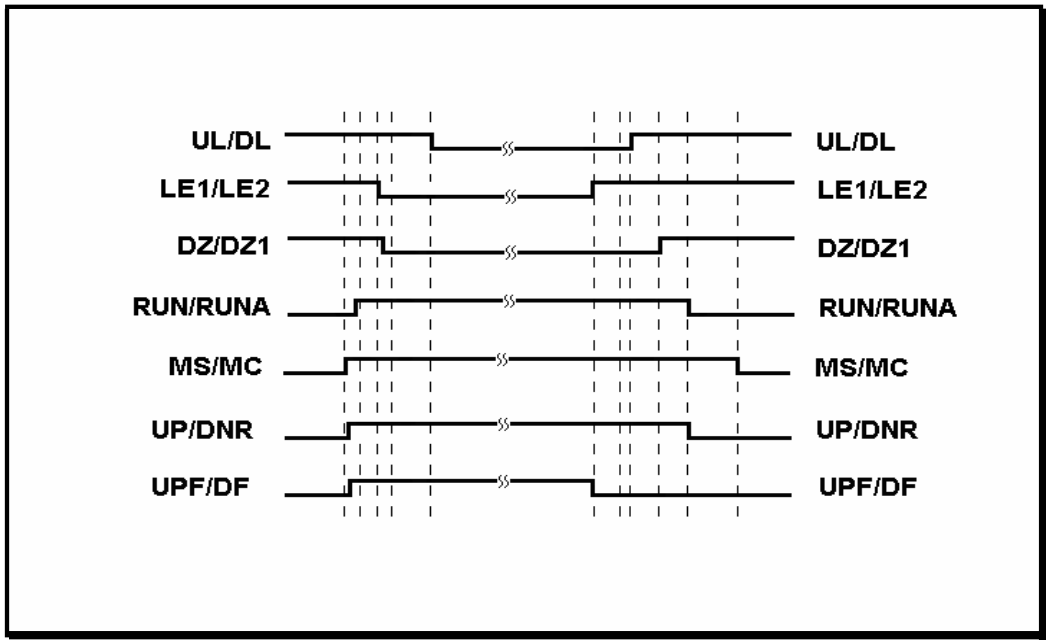 UL/DL UL/DL
LE1/LE2 LE1/LE2
DZ/DZ1 DZ/DZ1
RUN/RUNA RUN/RUNA
MS/MC MS/MC
UP/DNR UP/DNR
UPF/DF UPF/DF